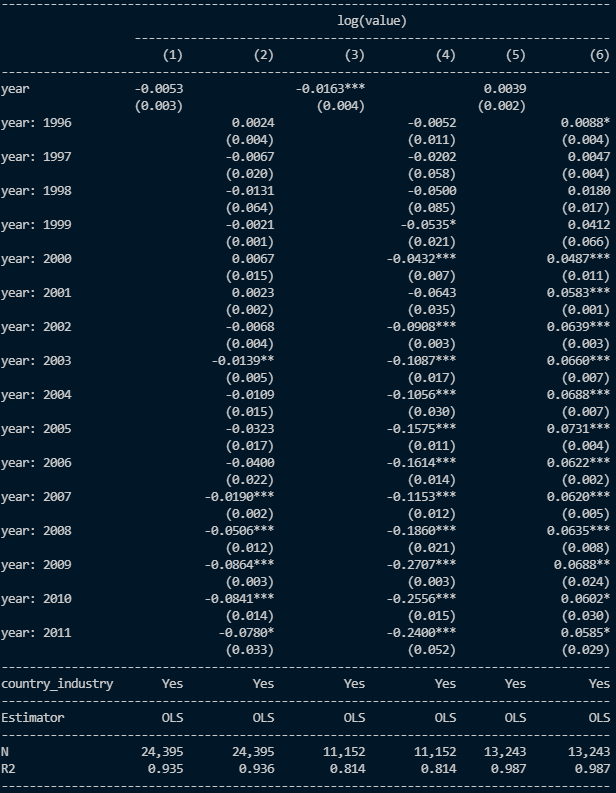 log(value)
(1) (2) (3) (4) (5) (6)
year -0.0053 -0.0163*** 0.0039
(0.003) (0.004) (0.002)
year: 1996 0.0024 -0.0052 0.0088*
(0.004) (0.011) (0.004)
year: 1997 -0.0067 -0.0202 0.0047
(0.020) (0.058) (0.004)
year: 1998 -0.0131 -0.0500 0.0180
(0.064) (0.085) (0.017)
year: 1999 -0.0021 -0.0535* 0.0412
(0.001) (0.021) (0.066)
year: 2000 0.0067 -0.0432*** 0.0487***
(0.015) (0.007) (0.011)
year: 2001 0.0023 -0.0643 0.0583***
(0.002) (0.035) (0.001)
year: 2002 -0.0068 -0.0908*** 0.0639***
(0.004) (0.003) (0.003)
year: 2003 -0.0139** -0.1087*** 0.0660***
(0.005) (0.017) (0.007)
year: 2004 -0.0109 -0.1056*** 0.0688***
(0.015) (0.030) (0.007)
year: 2005 -0.0323 -0.1575*** 0.0731***
(0.017) (0.011) (0.004)
year: 2006 -0.0400 -0.1614*** 0.0622***
(0.022) (0.014) (0.002)
year: 2007 -0.0190*** -0.1153*** 0.0620***
(0.002) (0.012) (0.005)
year: 2008 -0.0506*** -0.1860*** 0.0635***
(0.012) (0.021) (0.008)
year: 2009 -0.0864*** -0.2707*** 0.0688**
(0.003) (0.003) (0.024)
year: 2010 -0.0841*** -0.2556*** 0.0602*
(0.014) (0.015) (0.030)
year: 2011 -0.0780* -0.2400*** 0.0585*
(0.033) (0.052) (0.029)
country_industry Yes Yes Yes Yes Yes Yes
Estimator OLS OLS OLS OLS OLS OLS
N 24,395 24,395 11,152 11,152 13,243 13,243
R2 0.935 0.936 0.814 0.814 0.987 0.987